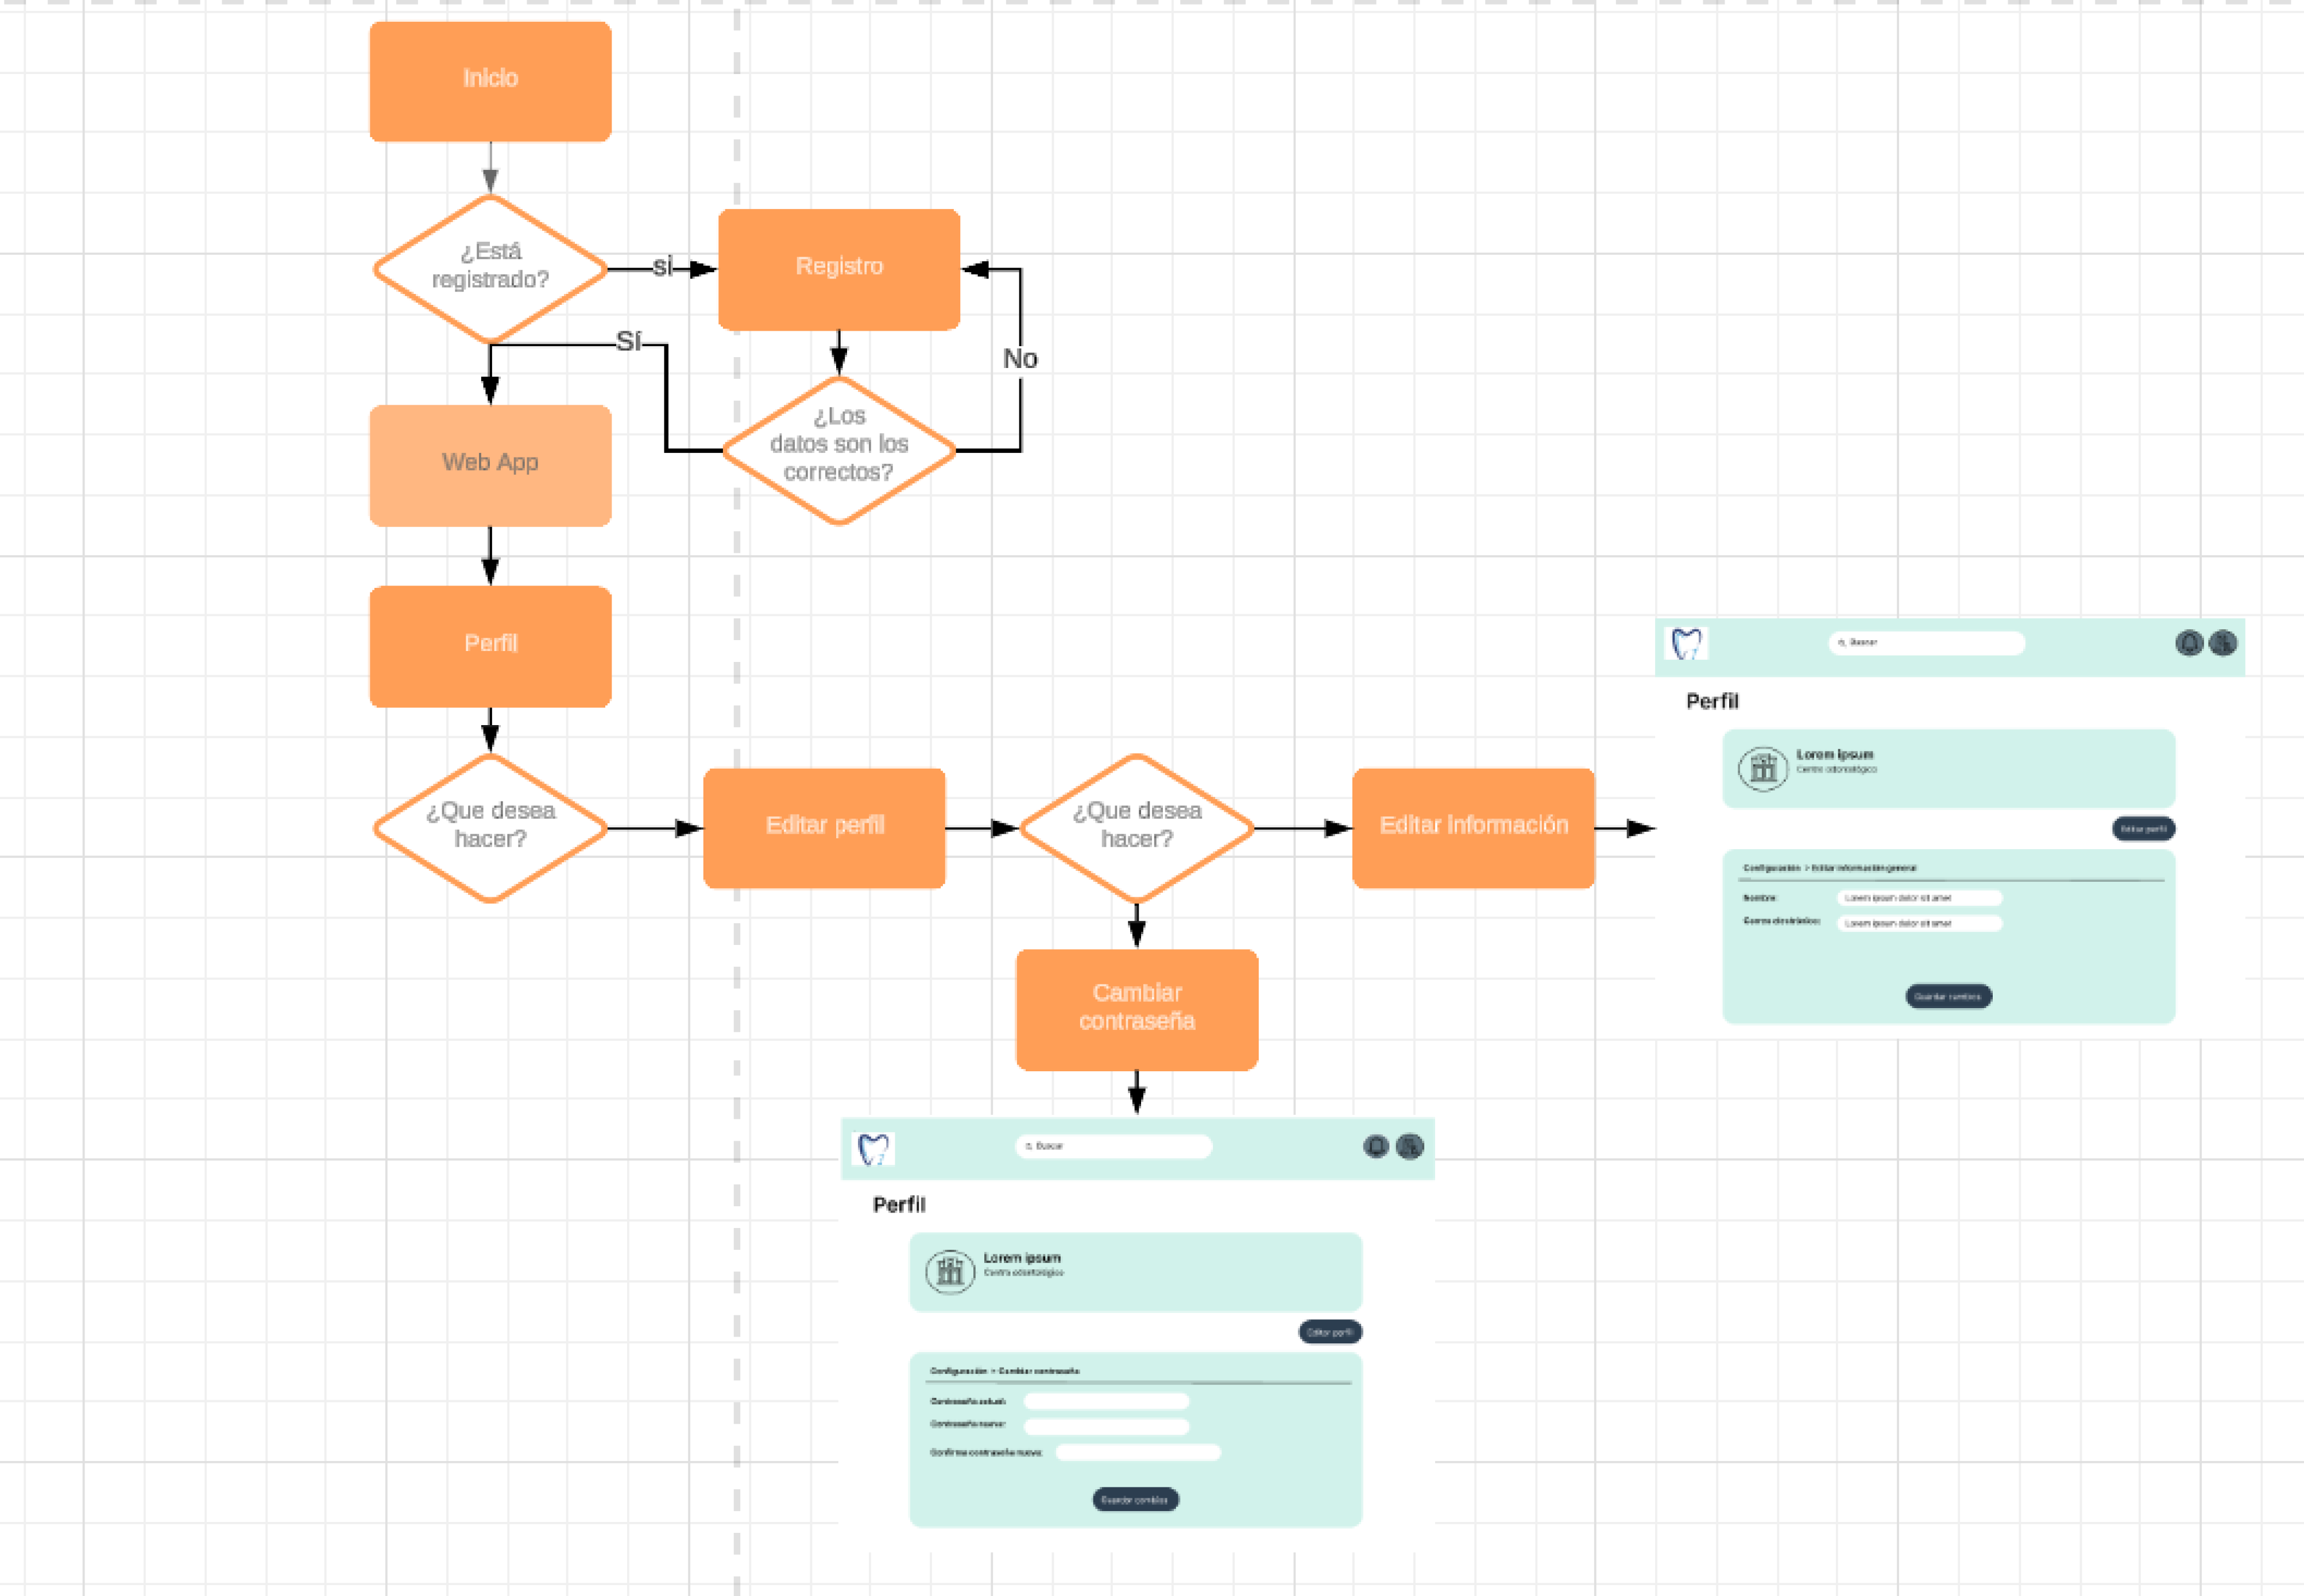 Inicio
¿Está
registrado?
si
Registro
Sí
No
¿Los
datos son los
correctos?
Web App
Perfil
¿Que desea
hacer?
Editar perfil
¿Que desea
hacer?
Editar información
Cambiar
contraseña
Buscar
Perfil
Lorem ipsum
Centro odontológico
Editar perfil
Configuración > Editar información general
Nombre:
Lorem ipsum dolor sit amet
Correo electrónico:
Lorem ipsum dolor sit amet
Guardar cambios
Buscar
Perfil
Lorem ipsum
Centro odontológico
Editar perfil
Configuración > Cambiar contraseña
Contraseña actual:
Contraseña nueva:
Confirma contraseña nueva:
Guardar cambios